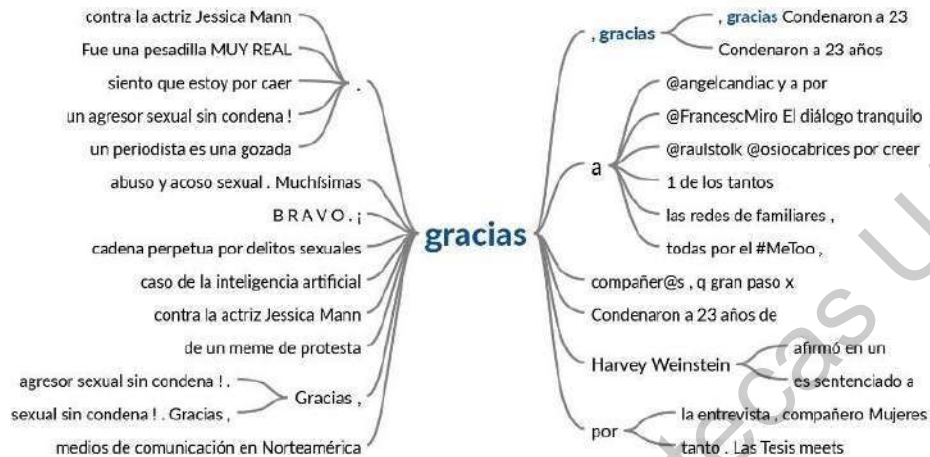 contra la actriz Jessica Mann
Fue una pesadilla MUY REAL
siento que estoy por caer
un agresor sexual sin condena !
un periodista es una gozada
.
abuso y acoso sexual . Muchísimas
B R A V O . ¡
cadena perpetua por delitos sexuales
caso de la inteligencia artificial
contra la actriz Jessica Mann
de un meme de protesta
agresor sexual sin condena ! .
sexual sin condena ! . Gracias ,
Gracias ,
medios de comunicación en Norteamérica
gracias
, gracias
, gracias Condenaron a 23
Condenaron a 23 años
a
@angelcandiac y a por
@FrancescMiro El diálogo tranquilo
@raulstolk @osiocabrices por creer
1 de los tantos
las redes de familiares ,
todas por el #MeToo ,
compañer@s , q gran paso x
Condenaron a 23 años de
Harvey Weinstein
afirmó en un
es sentenciado a
por
la entrevista , compañero Mujeres
tanto . Las Tesis meets